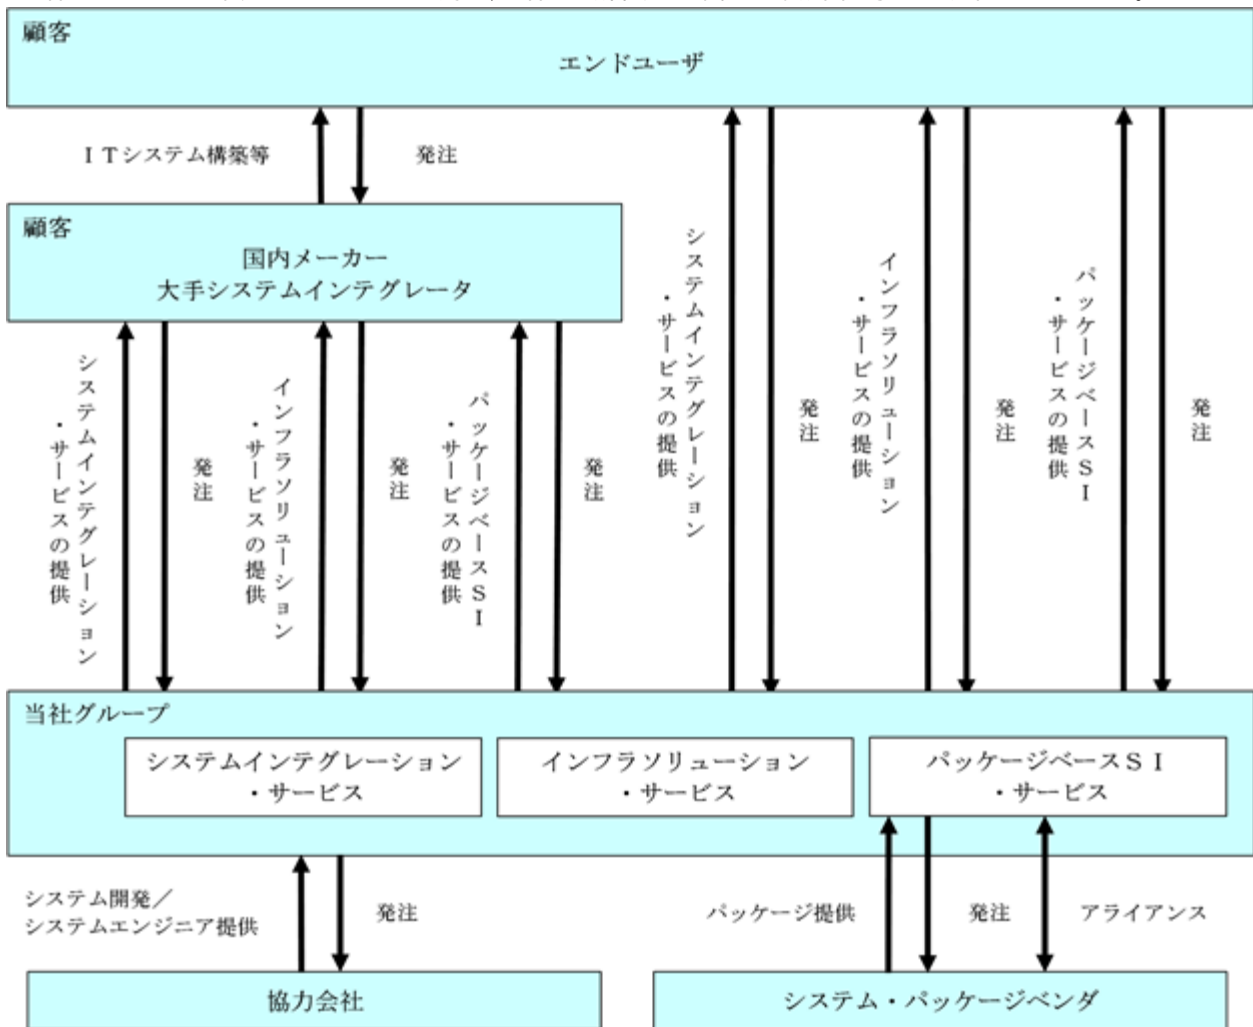 顧客
エンドユーザ
ＩＴシステム構築等
発注
顧客
国内メーカー
大手システムインテグレータ
システムインテグレーション
・サービスの提供
発注
インフラソリューション
・サービスの提供
発注
パッケージベースＳＩ
・サービスの提供
発注
システムインテグレーション
・サービスの提供
発注
インフラソリューション
・サービスの提供
発注
パッケージベースＳＩ
・サービスの提供
発注
当社グループ
システムインテグレーション
・サービス
インフラソリューション
・サービス
パッケージベースＳＩ
・サービス
システム開発／
システムエンジニア提供
発注
パッケージ提供
発注
アライアンス
協力会社
システム・パッケージベンダ